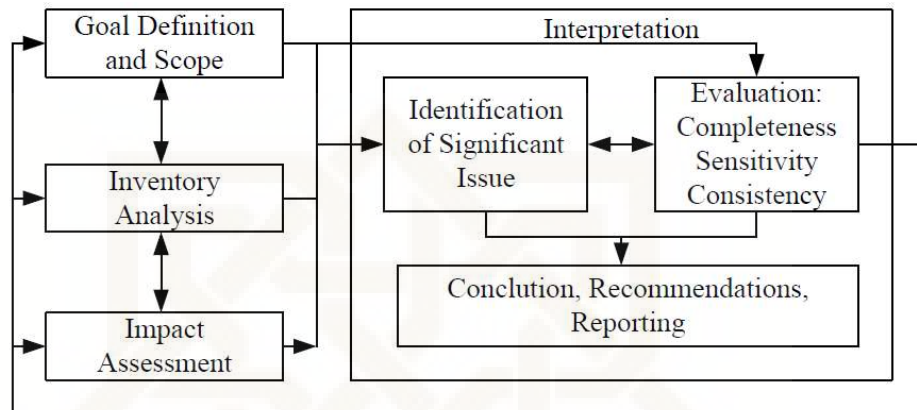 Goal Definition
and Scope
Inventory
Analysis
Impact
Assessment
Interpretation
Identification
of Significant
Issue
Evaluation:
Completeness
Sensitivity
Consistency
Conclution, Recommendations,
Reporting